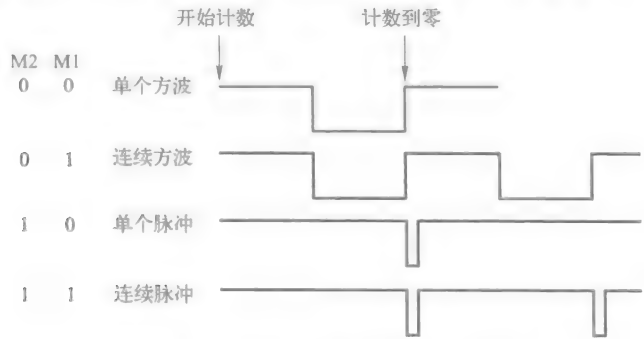 开始计数 计数到零
M2 M1
0 0 单个方波
0 1 连续方波
1 0 单个脉冲
1 1 连续脉冲